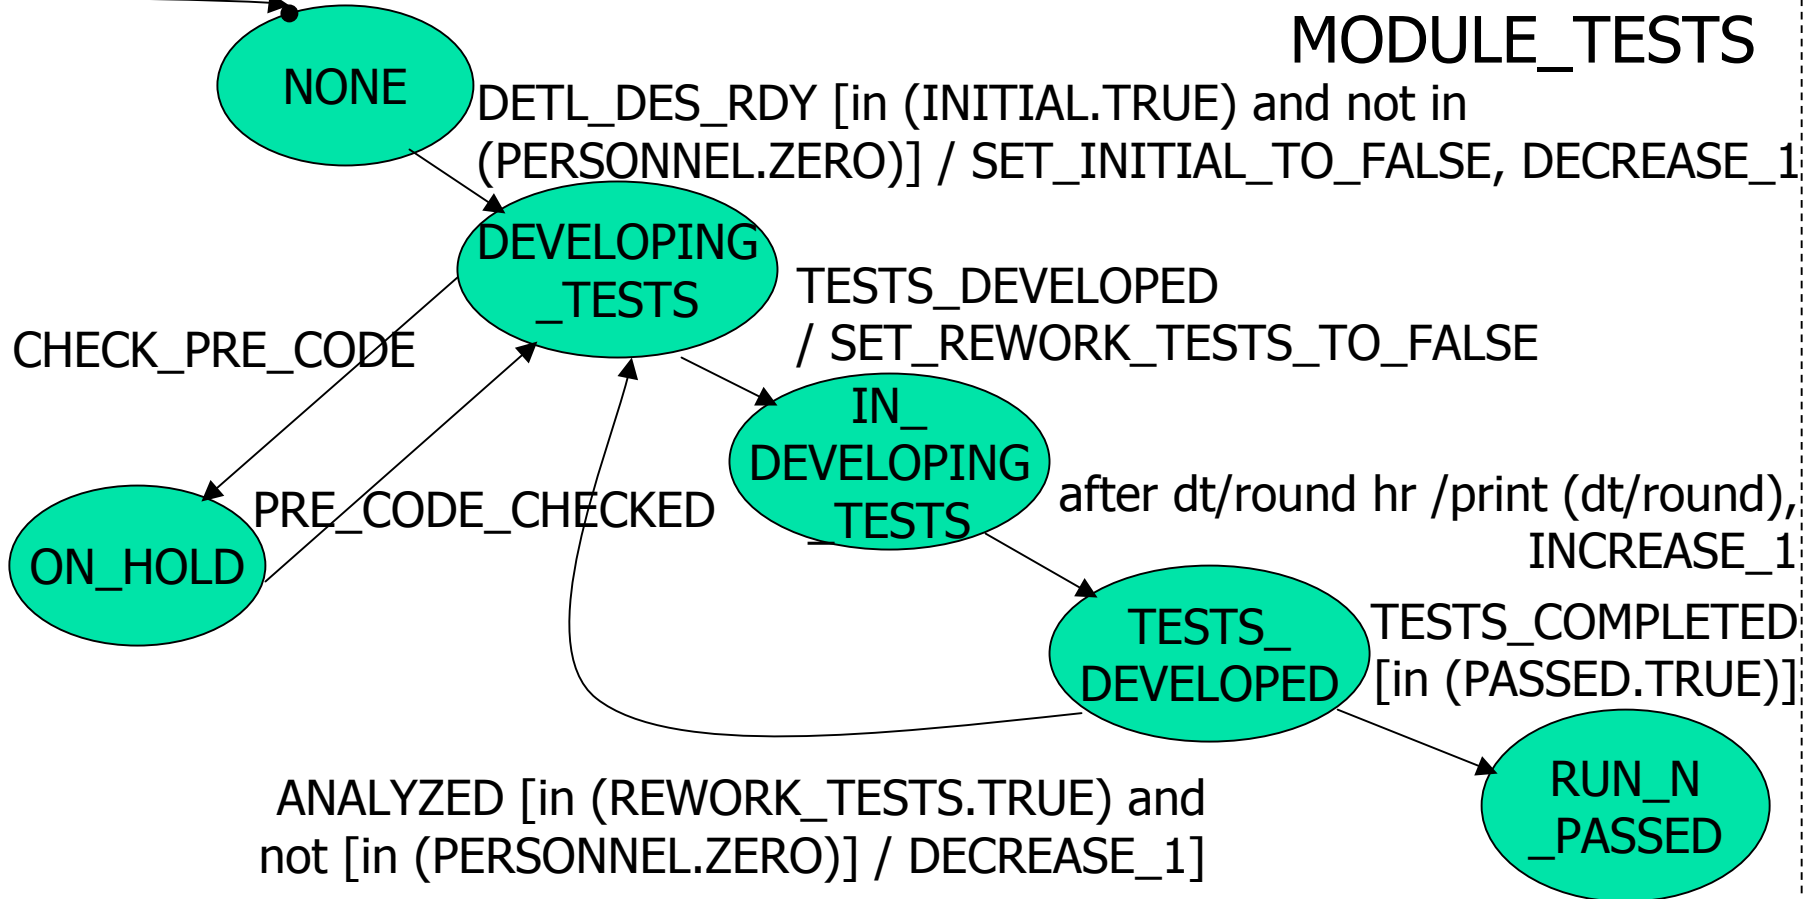 MODULE_TESTS
NONE
DETL_DES_RDY [in (INITIAL.TRUE) and not in
(PERSONNEL.ZERO)] / SET_INITIAL_TO_FALSE, DECREASE_1
DEVELOPING
_TESTS
TESTS_DEVELOPED
/ SET_REWORK_TESTS_TO_FALSE
CHECK_PRE_CODE
IN_
DEVELOPING
_TESTS
after dt/round hr /print (dt/round),
INCREASE_1
PRE_CODE_CHECKED
ON_HOLD
TESTS_
DEVELOPED
TESTS_COMPLETED
[in (PASSED.TRUE)]
RUN_N
_PASSED
ANALYZED [in (REWORK_TESTS.TRUE) and
not [in (PERSONNEL.ZERO)] / DECREASE_1]